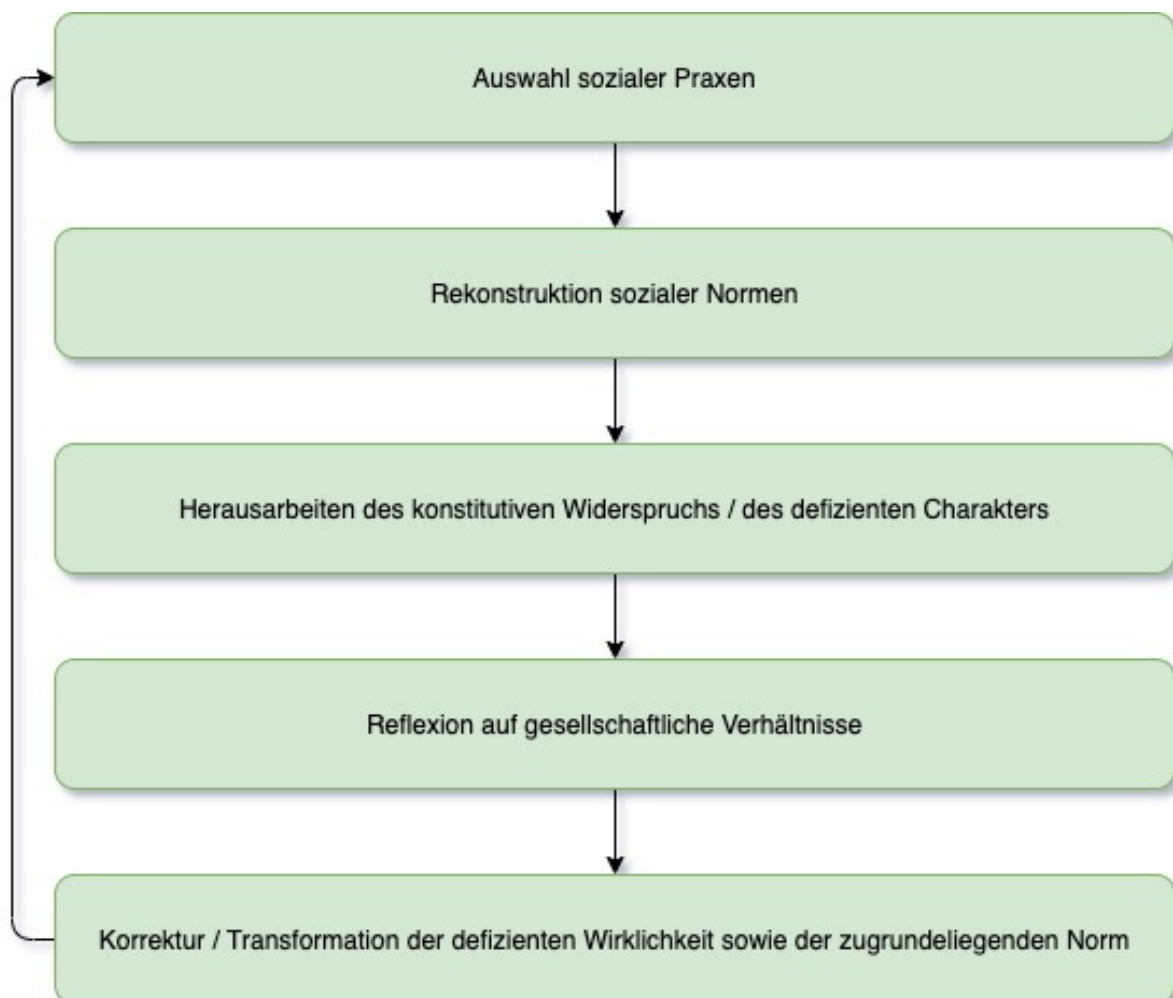 Auswahl sozialer Praxen
Rekonstruktion sozialer Normen
Herausarbeiten des konstitutiven Widerspruchs / des defizienten Charakters
Reflexion auf gesellschaftliche Verhältnisse
Korrektur / Transformation der defizienten Wirklichkeit sowie der zugrundeliegenden Norm